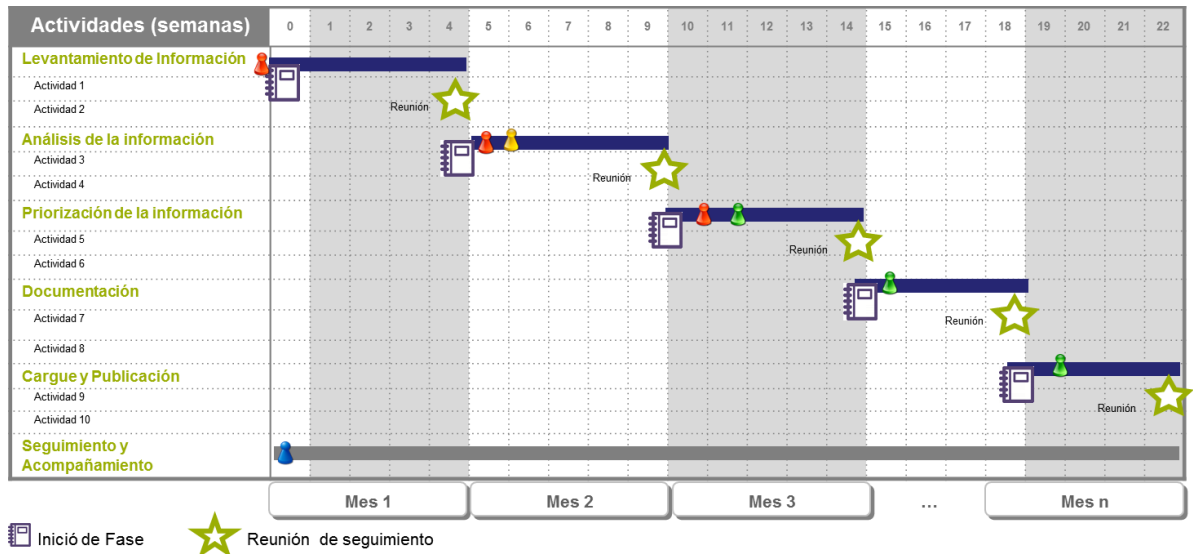 Actividades (semanas) 0 1 2 3 4 5 6 7 8 9 10 11 12 13 14 15 16 17 18 19 20 21 22
Levantamiento de Información
Actividad 1
Actividad 2 Reunión
Análisis de la información
Actividad 3
Actividad 4 Reunión
Priorización de la información
Actividad 5
Reunión
Actividad 6
Documentación
Actividad 7 Reunión
Actividad 8
Cargue y Publicación
Actividad 9
Reunión
Actividad 10
Seguimiento y
Acompañamiento
Mes 1 Mes 2 Mes 3 ... Mes n
Inició de Fase Reunión de seguimiento